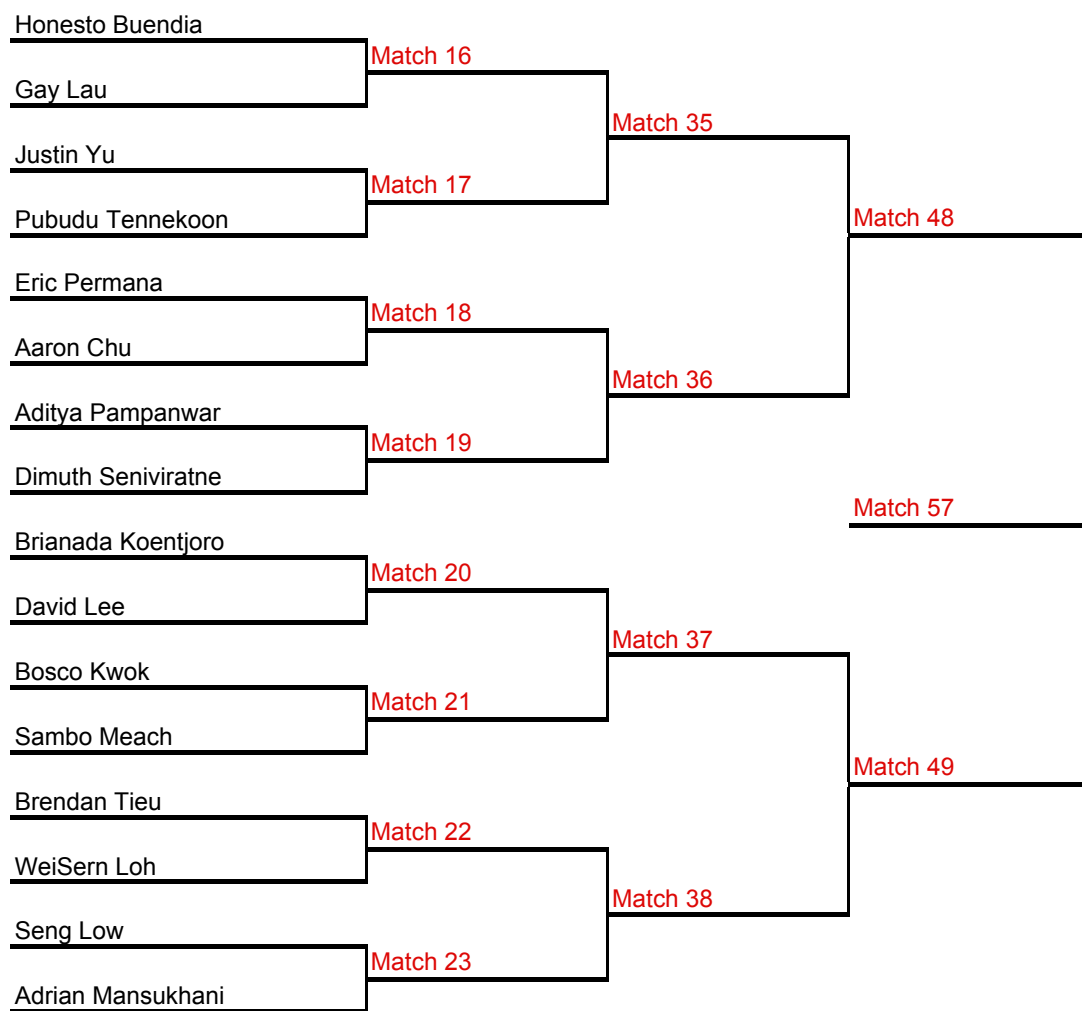 Honesto Buendia
Match 16
Gay Lau
Match 35
Justin Yu
Match 17
Pubudu Tennekoon
Match 48
Eric Permana
Match 18
Aaron Chu
Match 36
Aditya Pampanwar
Match 19
Dimuth Seniviratne
Match 57
Brianada Koentjoro
Match 20
David Lee
Match 37
Bosco Kwok
Match 21
Sambo Meach
Match 49
Brendan Tieu
Match 22
WeiSern Loh
Match 38
Seng Low
Match 23
Adrian Mansukhani